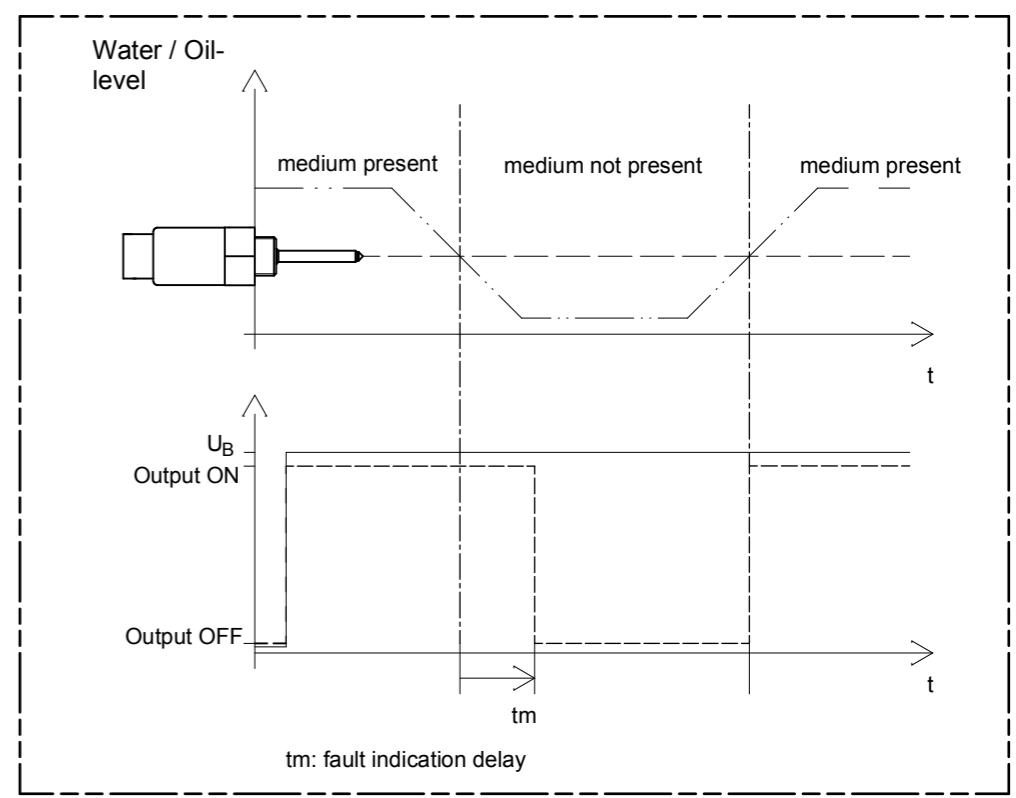 Water / Oil-
level
medium present
medium not present
medium present
t
UB
Output ON
Output OFF
t
tm
tm: fault indication delay